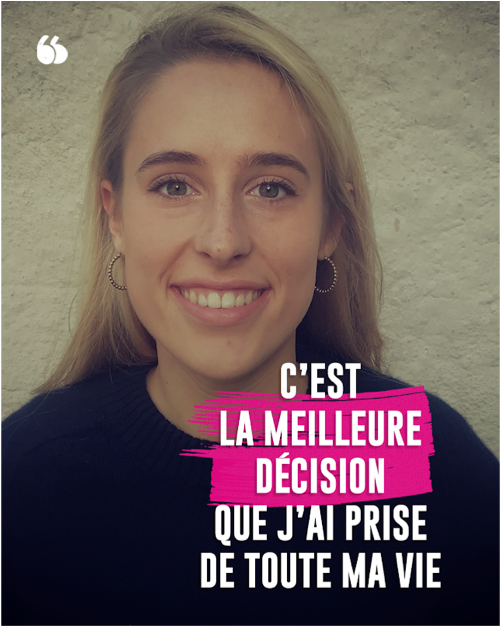 C'EST
LA MEILLEURE
DÉCISION
QUE J'AI PRISE
DE TOUTE MA VIE